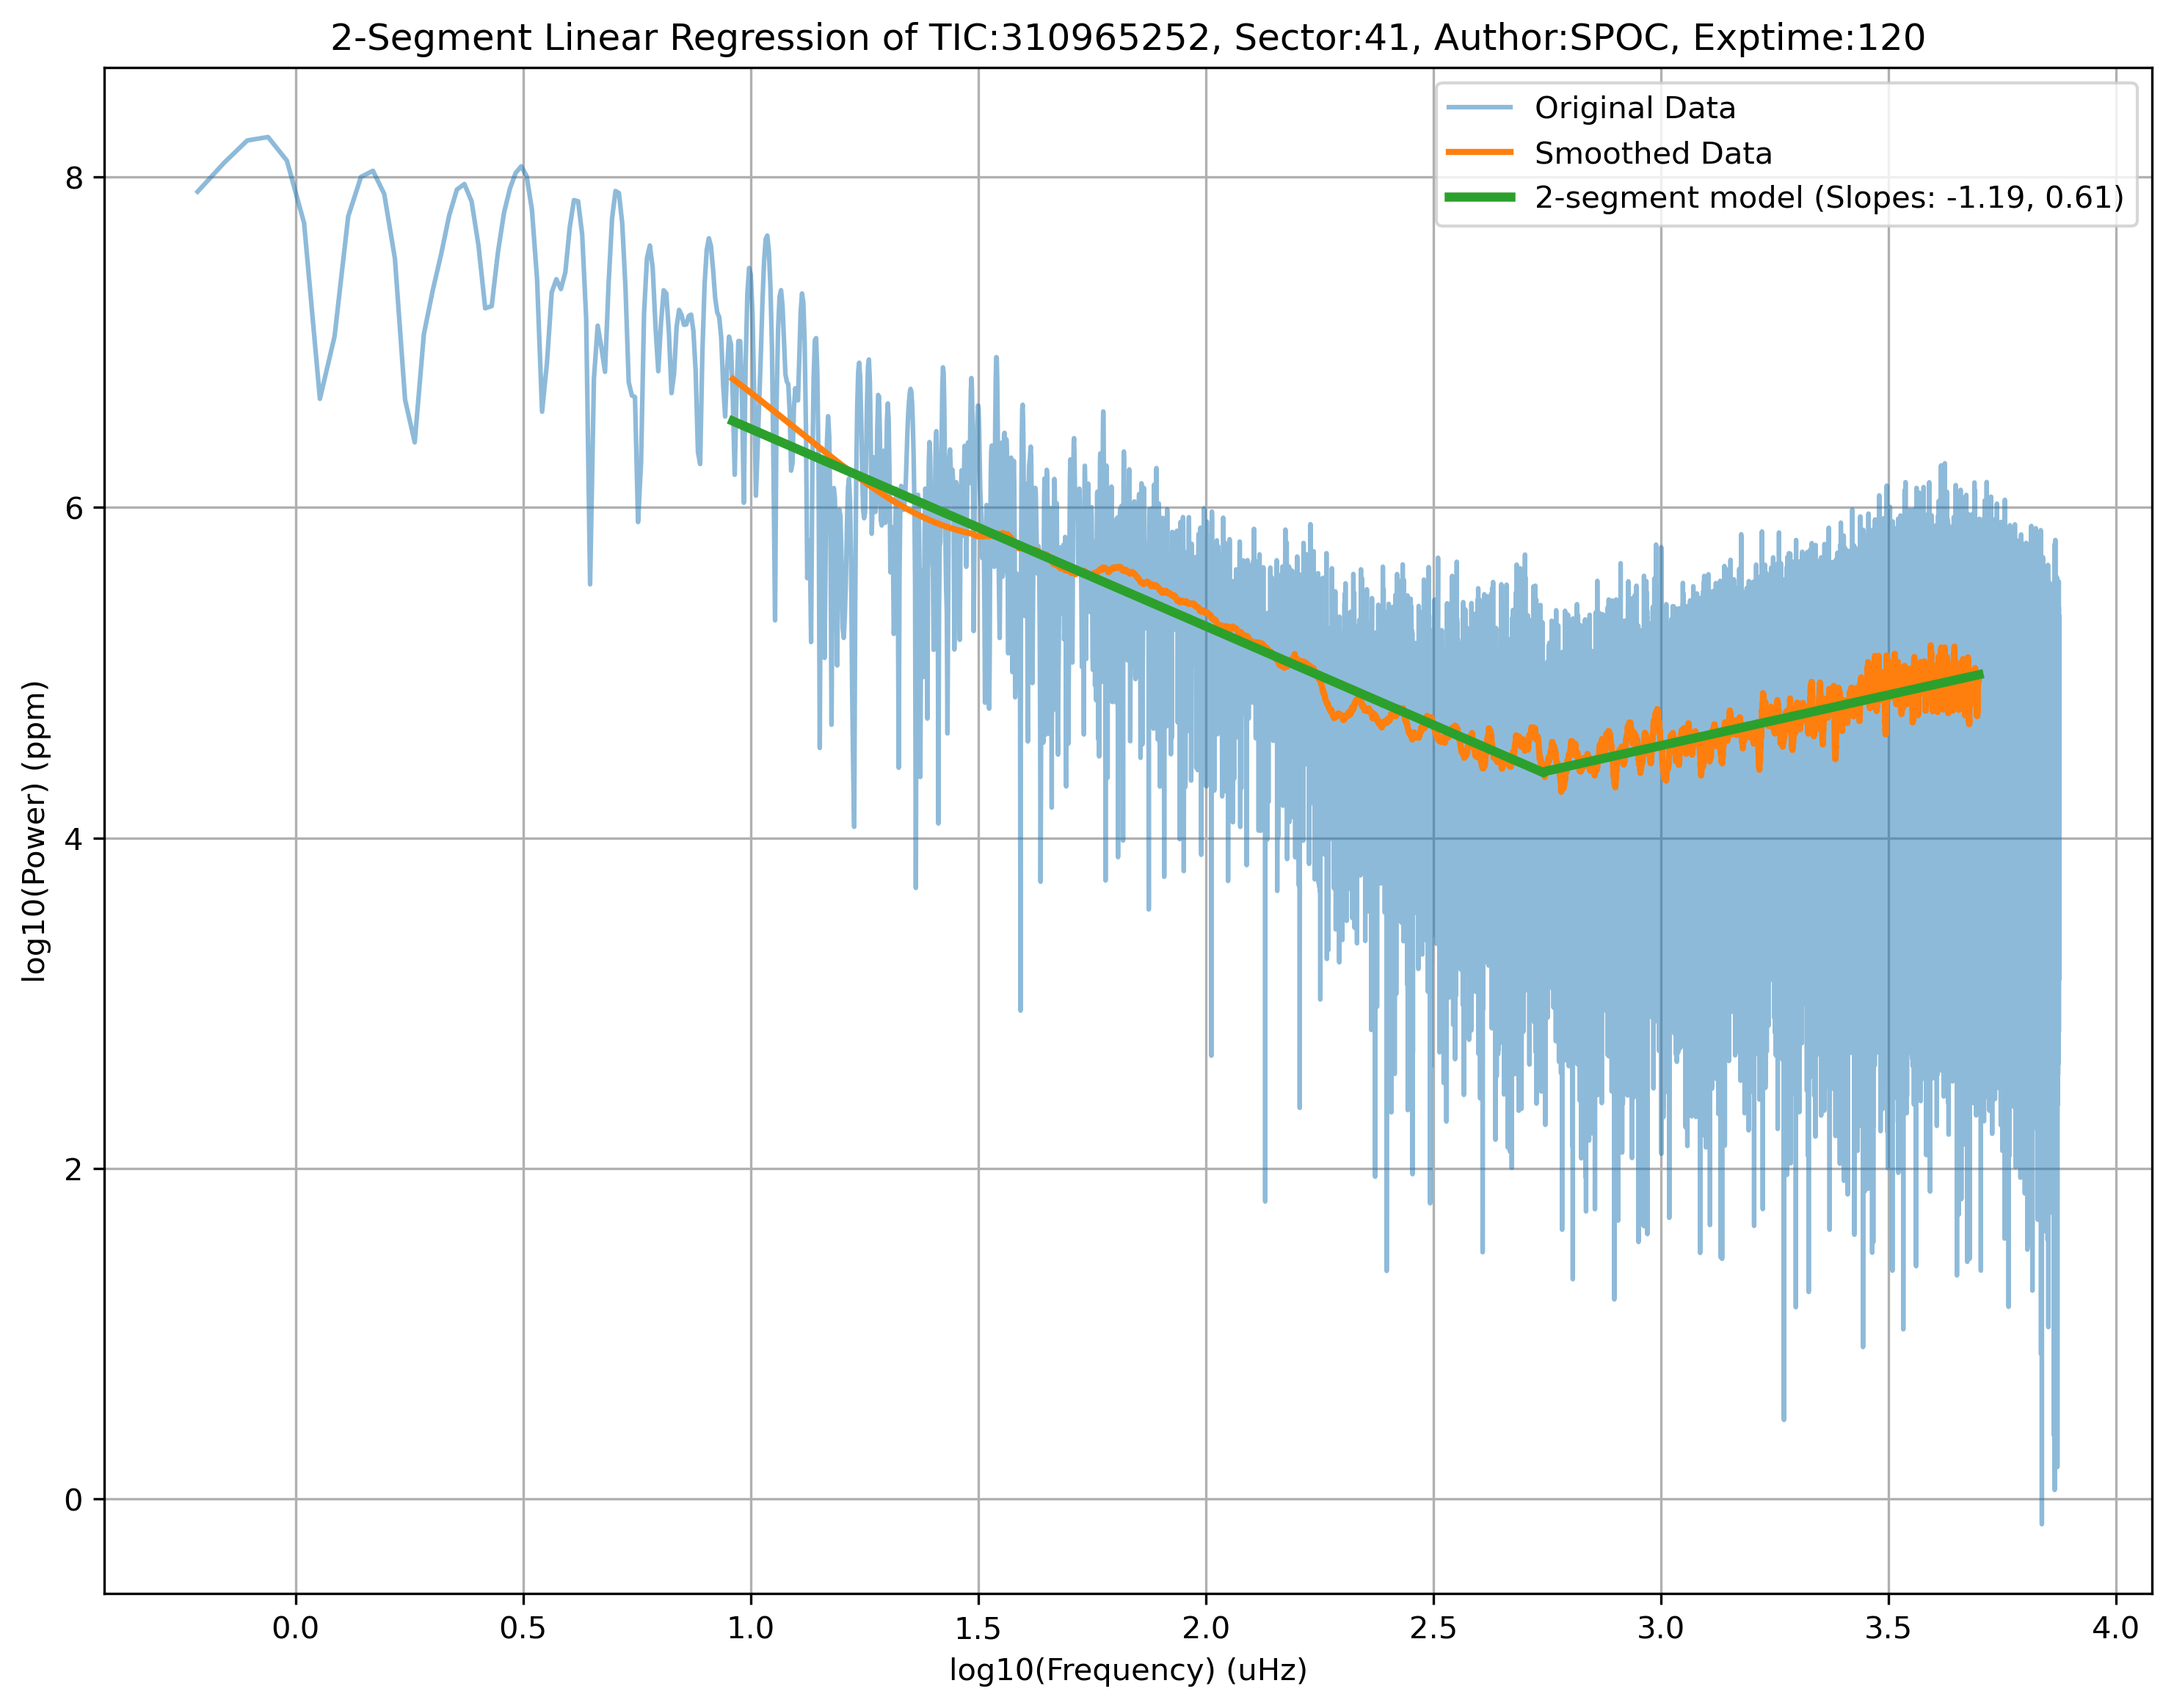 2-Segment Linear Regression of TIC:310965252, Sector:41, Author:SPOC, Exptime:120
Original Data
Smoothed Data
2-segment model (Slopes: -1.19, 0.61)
log10(Power) (ppm)
8
6
4
2
0
0.0 0.5 1.0 1.5 2.0 2.5 3.0 3.5 4.0
log10(Frequency) (uHz)